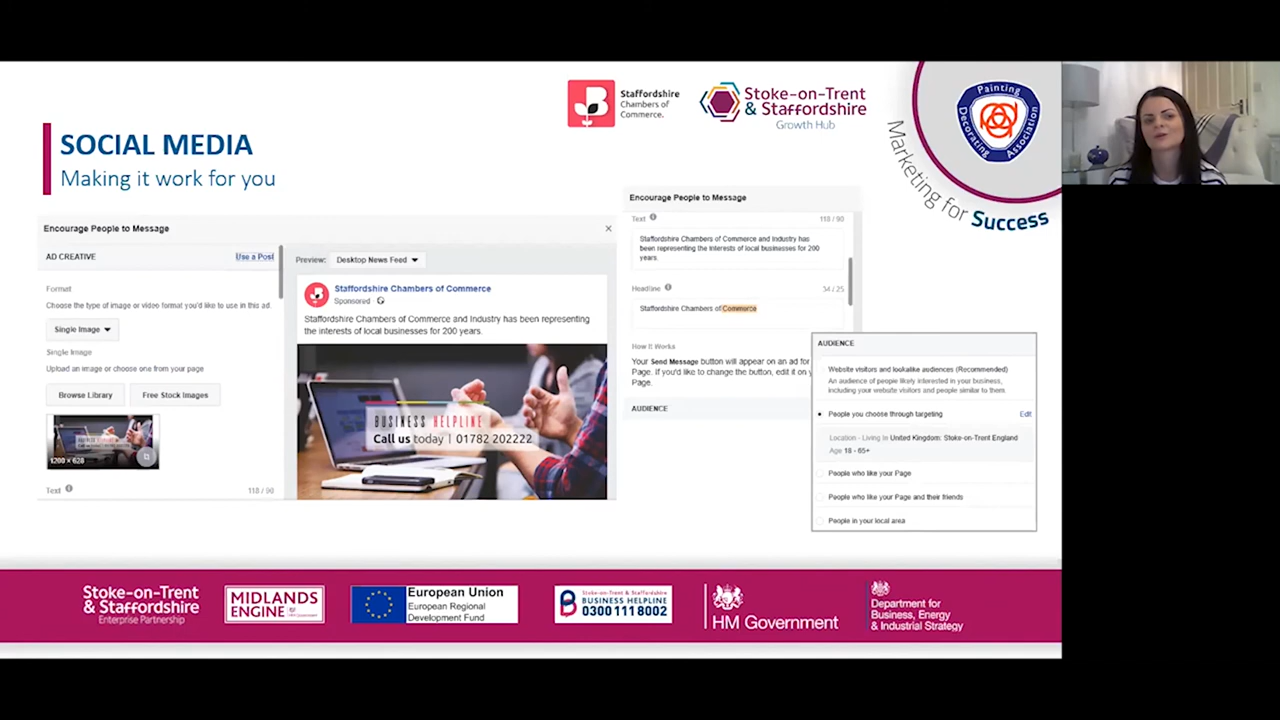 Staffordshire
Chambers of
Commerce.
Stoke-on-Trent
& Staffordshire
Growth Hub
Painting
Decorating
Association
Marketing for Success
SOCIAL MEDIA
Making it work for you
Encourage People to Message
AD CREATIVE
Use a Post
Format
Choose the type of image or video format you'd like to use in this ad.
Single Image
Single Image
Upload an image or choose one from your page
Browse Library
Free Stock Images
1200 × 628
Text
118 / 90
Preview:
Desktop News Feed
Staffordshire Chambers of Commerce
Sponsored
Staffordshire Chambers of Commerce and Industry has been representing
the interests of local businesses for 200 years.
BUSINESS HELPLINE
Call us today | 01782 202222
Encourage People to Message
Text
118 / 90
Staffordshire Chambers of Commerce and Industry has
been representing the interests of local businesses for 200
years.
Headline
34 / 25
Staffordshire Chambers of Commerce
How It Works
Your Send Message button will appear on an ad for
Page. If you'd like to change the button, edit it on y
Page.
AUDIENCE
AUDIENCE
Website visitors and lookalike audiences (Recommended)
An audience of people likely interested in your business,
including your website visitors and people similar to them.
People you choose through targeting
Edit
Location - Living In United Kingdom: Stoke-on-Trent England
Age 18 - 65+
People who like your Page
People who like your Page and their friends
People in your local area
Stoke-on-Trent
& Staffordshire
Enterprise Partnership
MIDLANDS
ENGINE
European Union
European Regional
Development Fund
Stoke-on-Trent & Staffordshire
BUSINESS HELPLINE
0300 111 8002
HM Government
Department for
Business, Energy
& Industrial Strategy